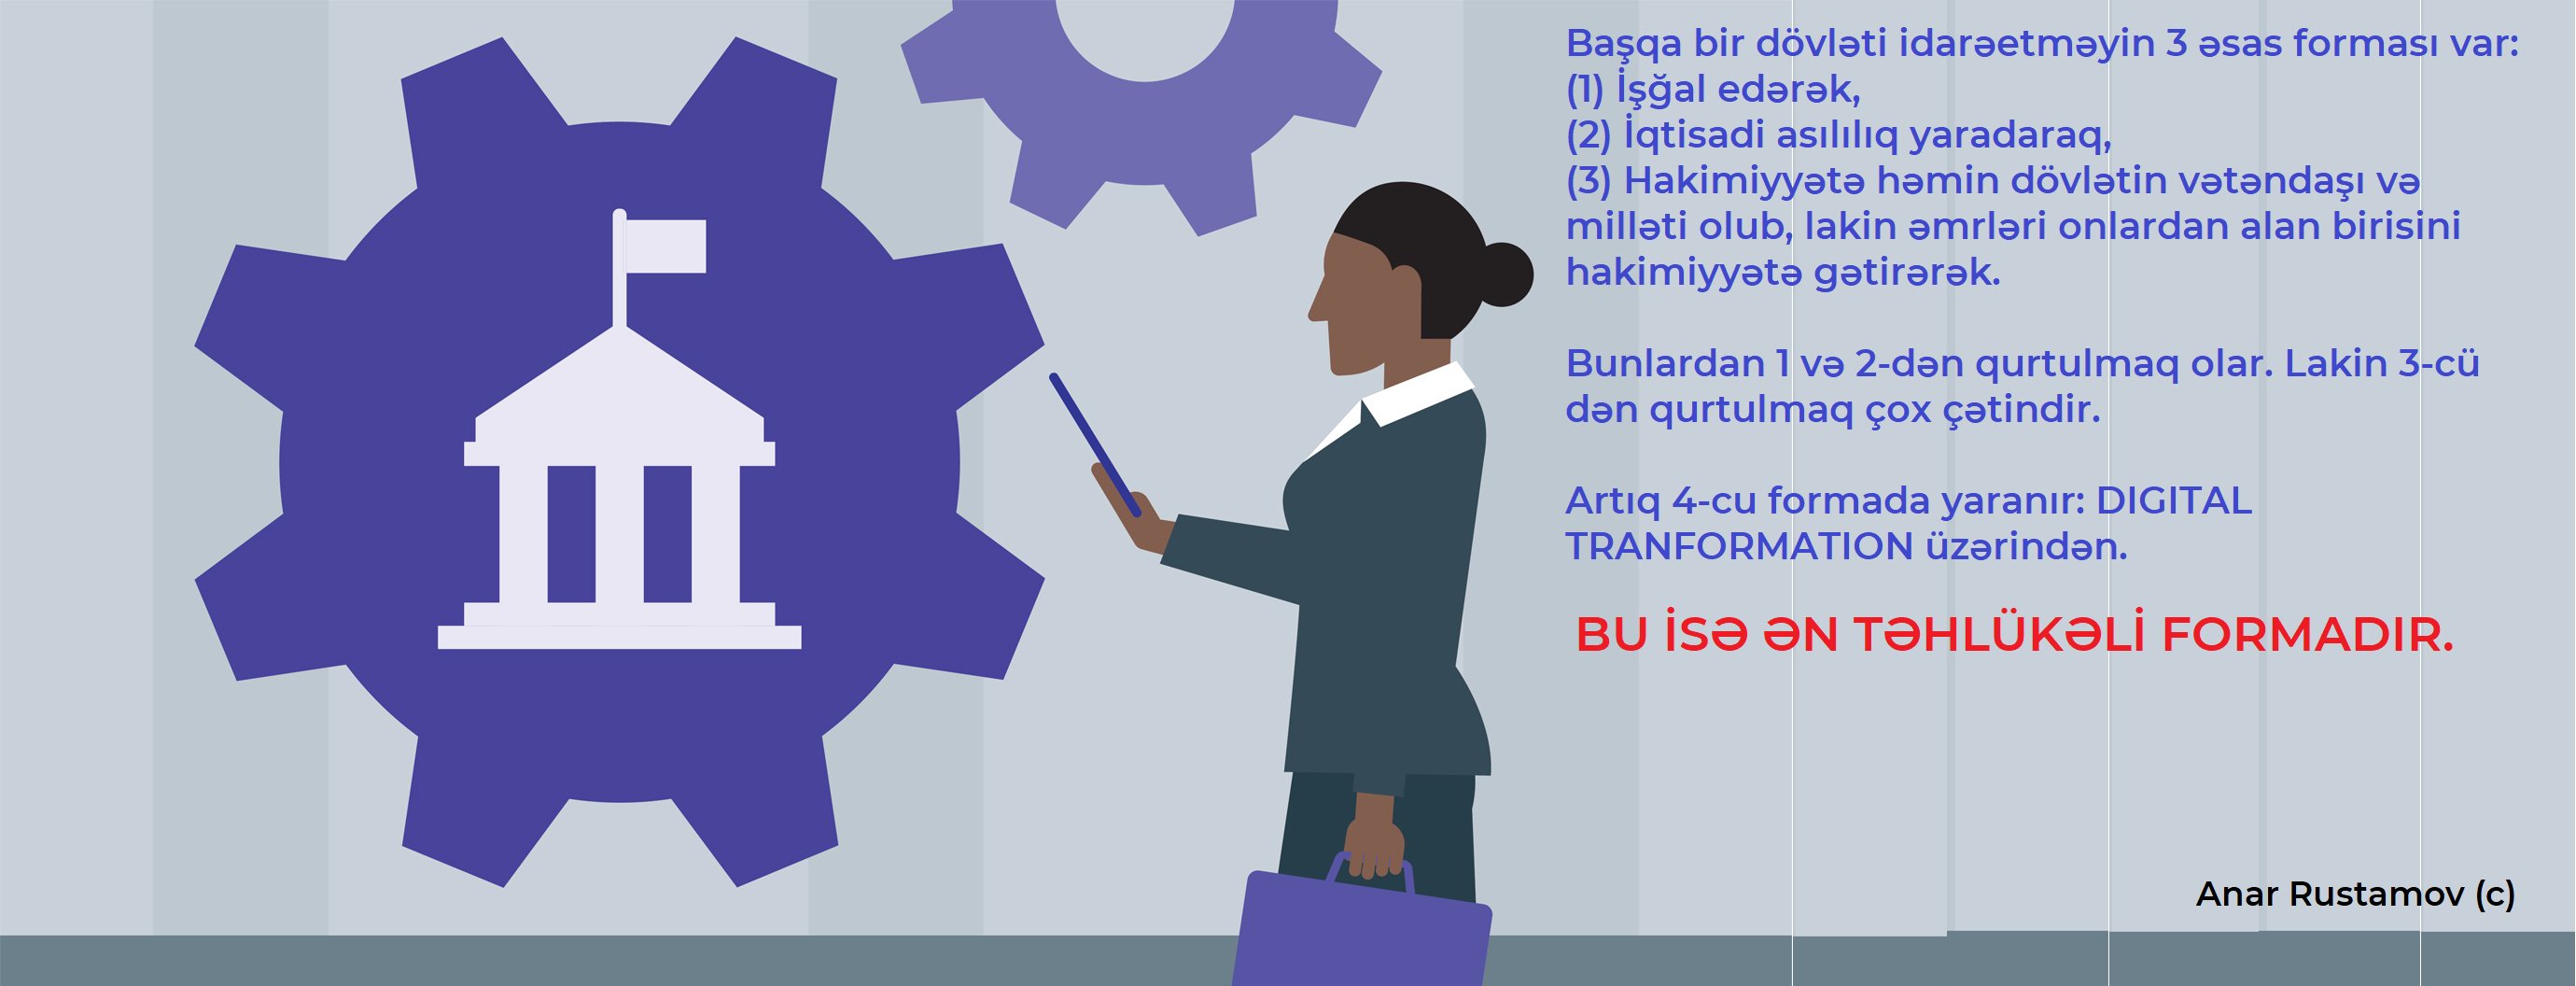 Başqa bir dövləti idarəetməyin 3 əsas forması var:
(1) İşğal edərək,
(2) İqtisadi asılılıq yaradaraq,
(3) Hakimiyyətə həmin dövlətin vətəndaşı və
milləti olub, lakin əmrləri onlardan alan birisini
hakimiyyətə gətirərək.
Bunlardan 1 və 2-dən qurtulmaq olar. Lakin 3-cü
dən qurtulmaq çox çətindir.
Artıq 4-cu formada yaranır: DIGITAL
TRANFORMATION üzərindən.
BU İSƏ ƏN TƏHLÜKƏLİ FORMADIR.
Anar Rustamov (c)